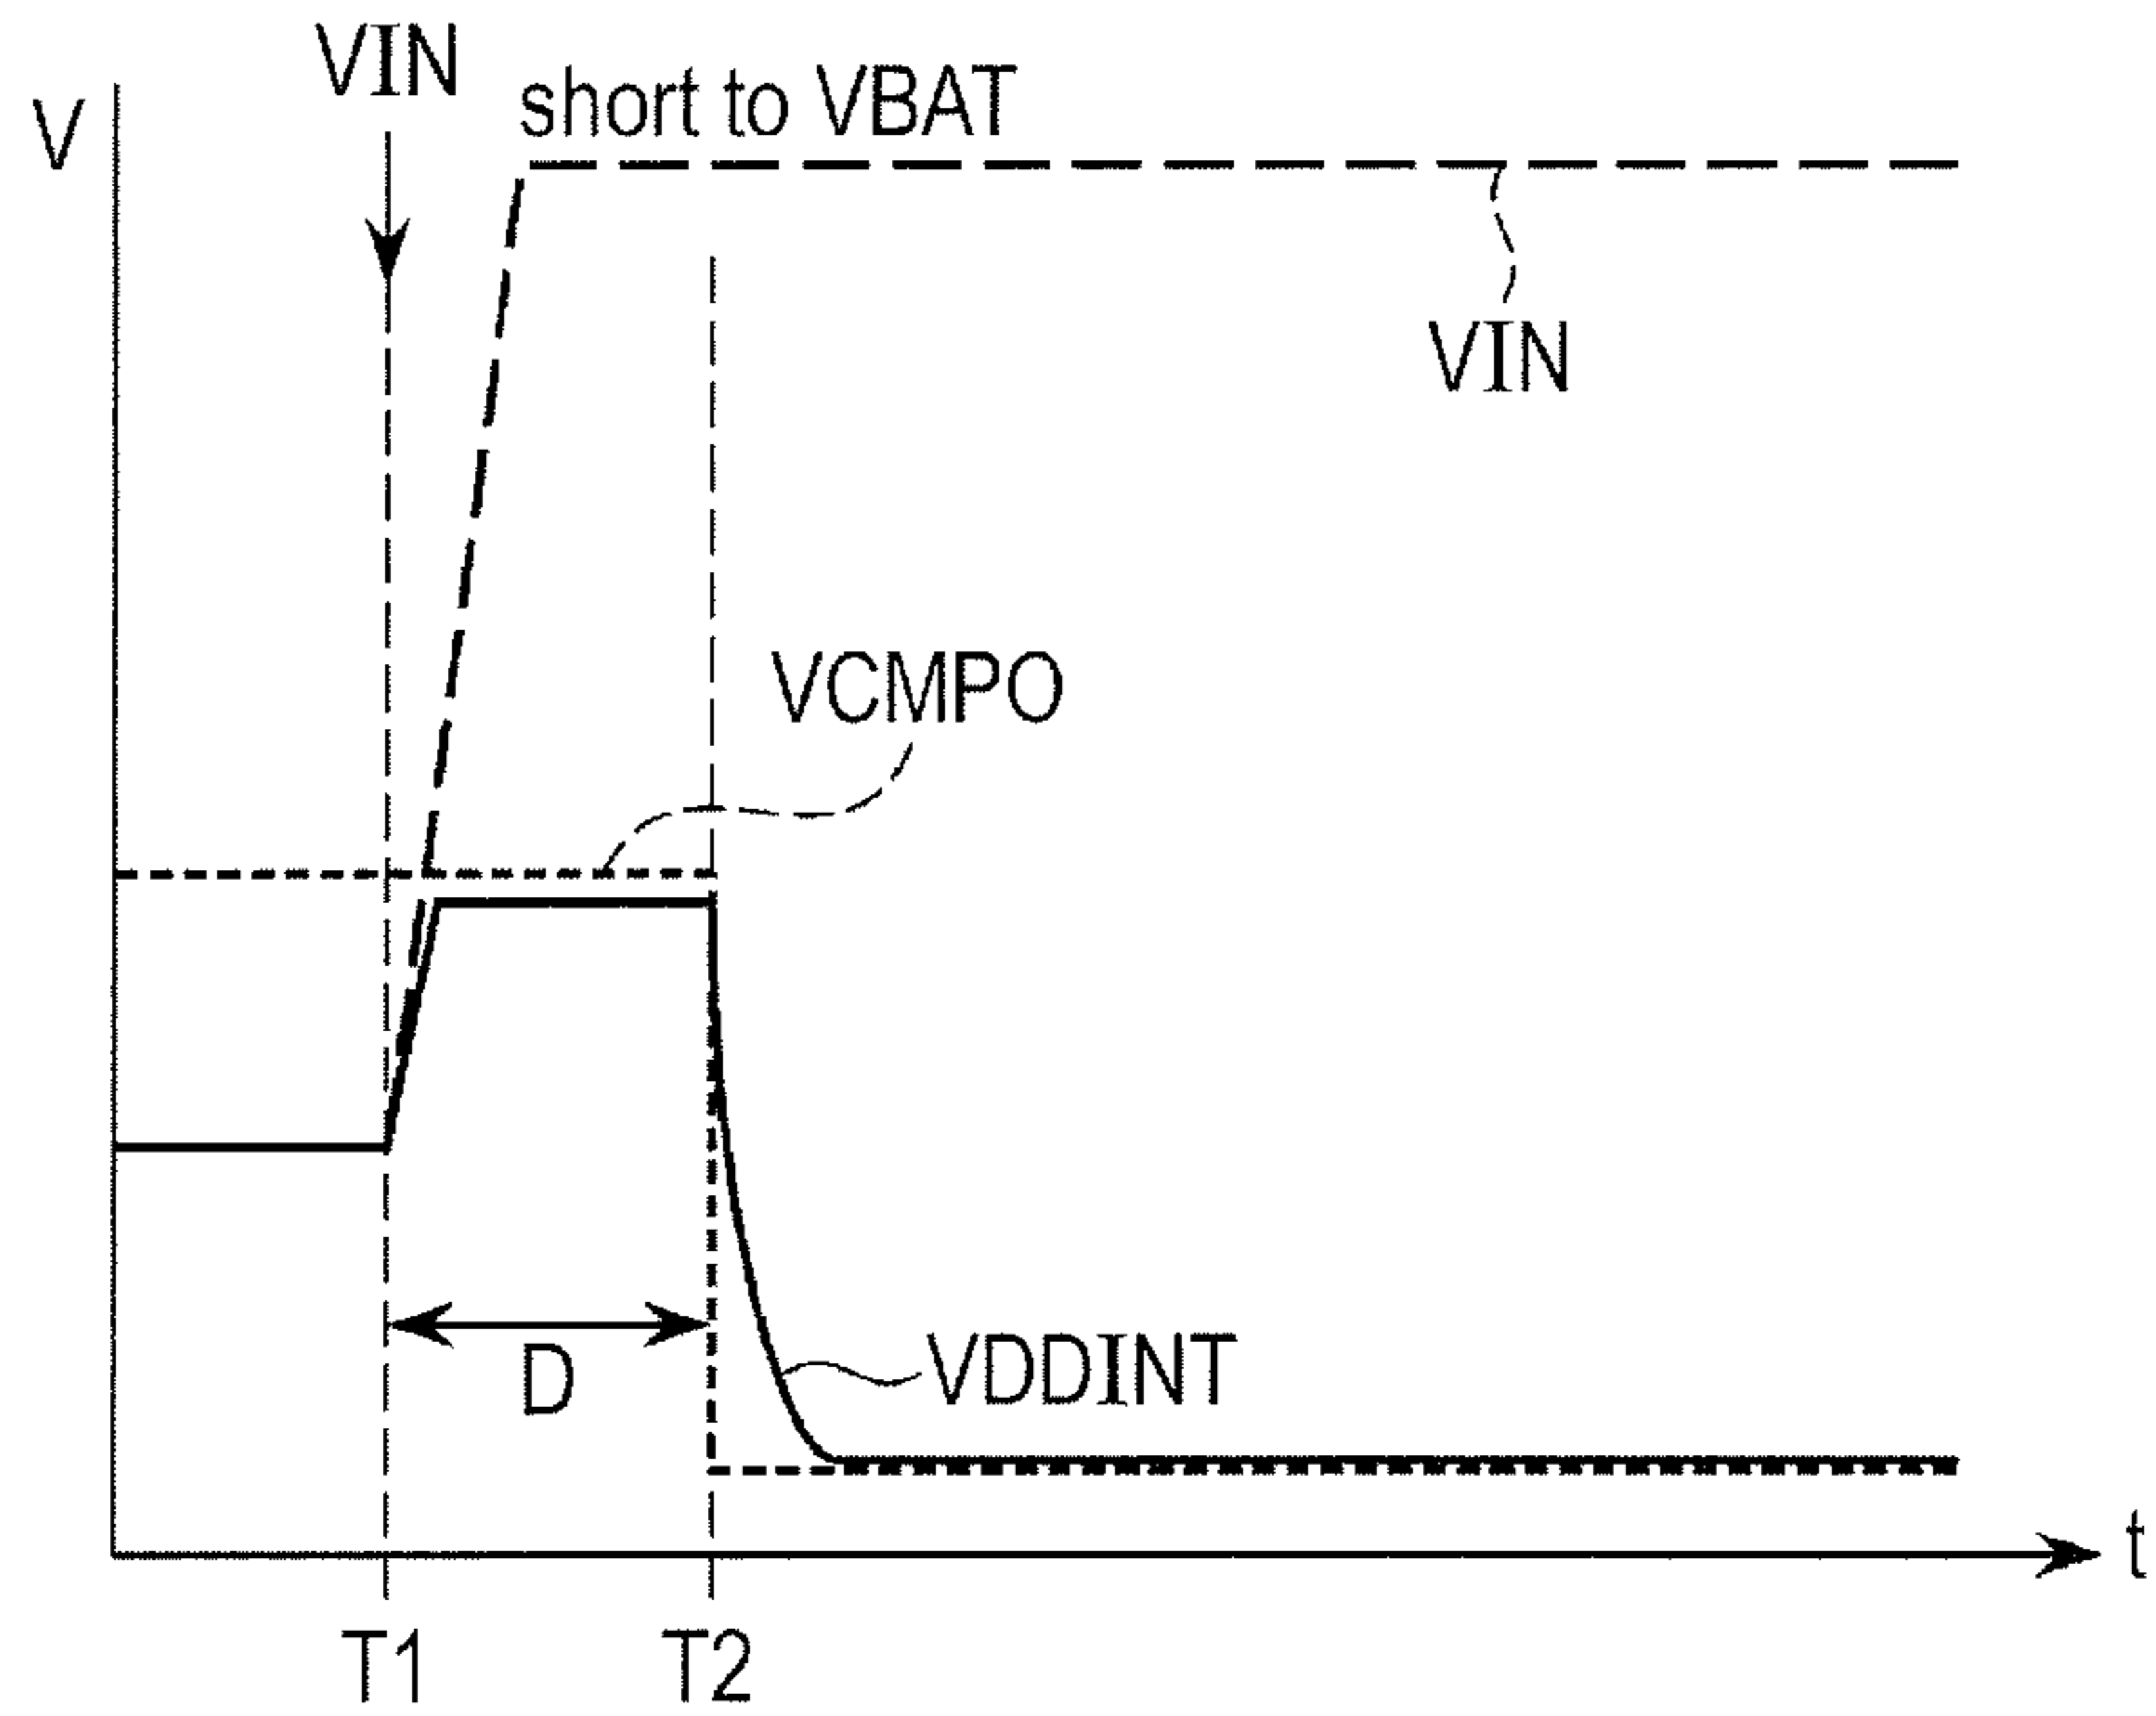 VIN
short to VBAT
V
VIN
VCMPO
D
VDDINT
t
T1
T2